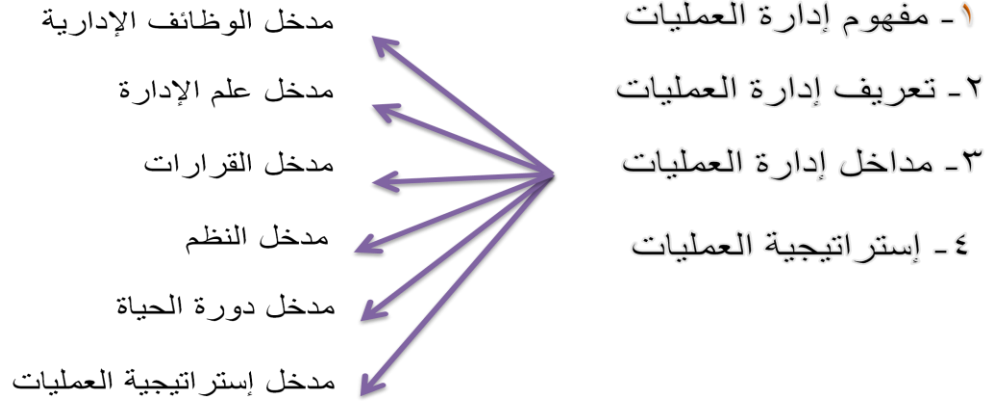 ١- مفهوم إدارة العمليات
٢- تعريف إدارة العمليات
٣- مداخل إدارة العمليات
٤- إستراتيجية العمليات
مدخل الوظائف الإدارية
مدخل علم الإدارة
مدخل القرارات
مدخل النظم
مدخل دورة الحياة
مدخل إستراتيجية العمليات